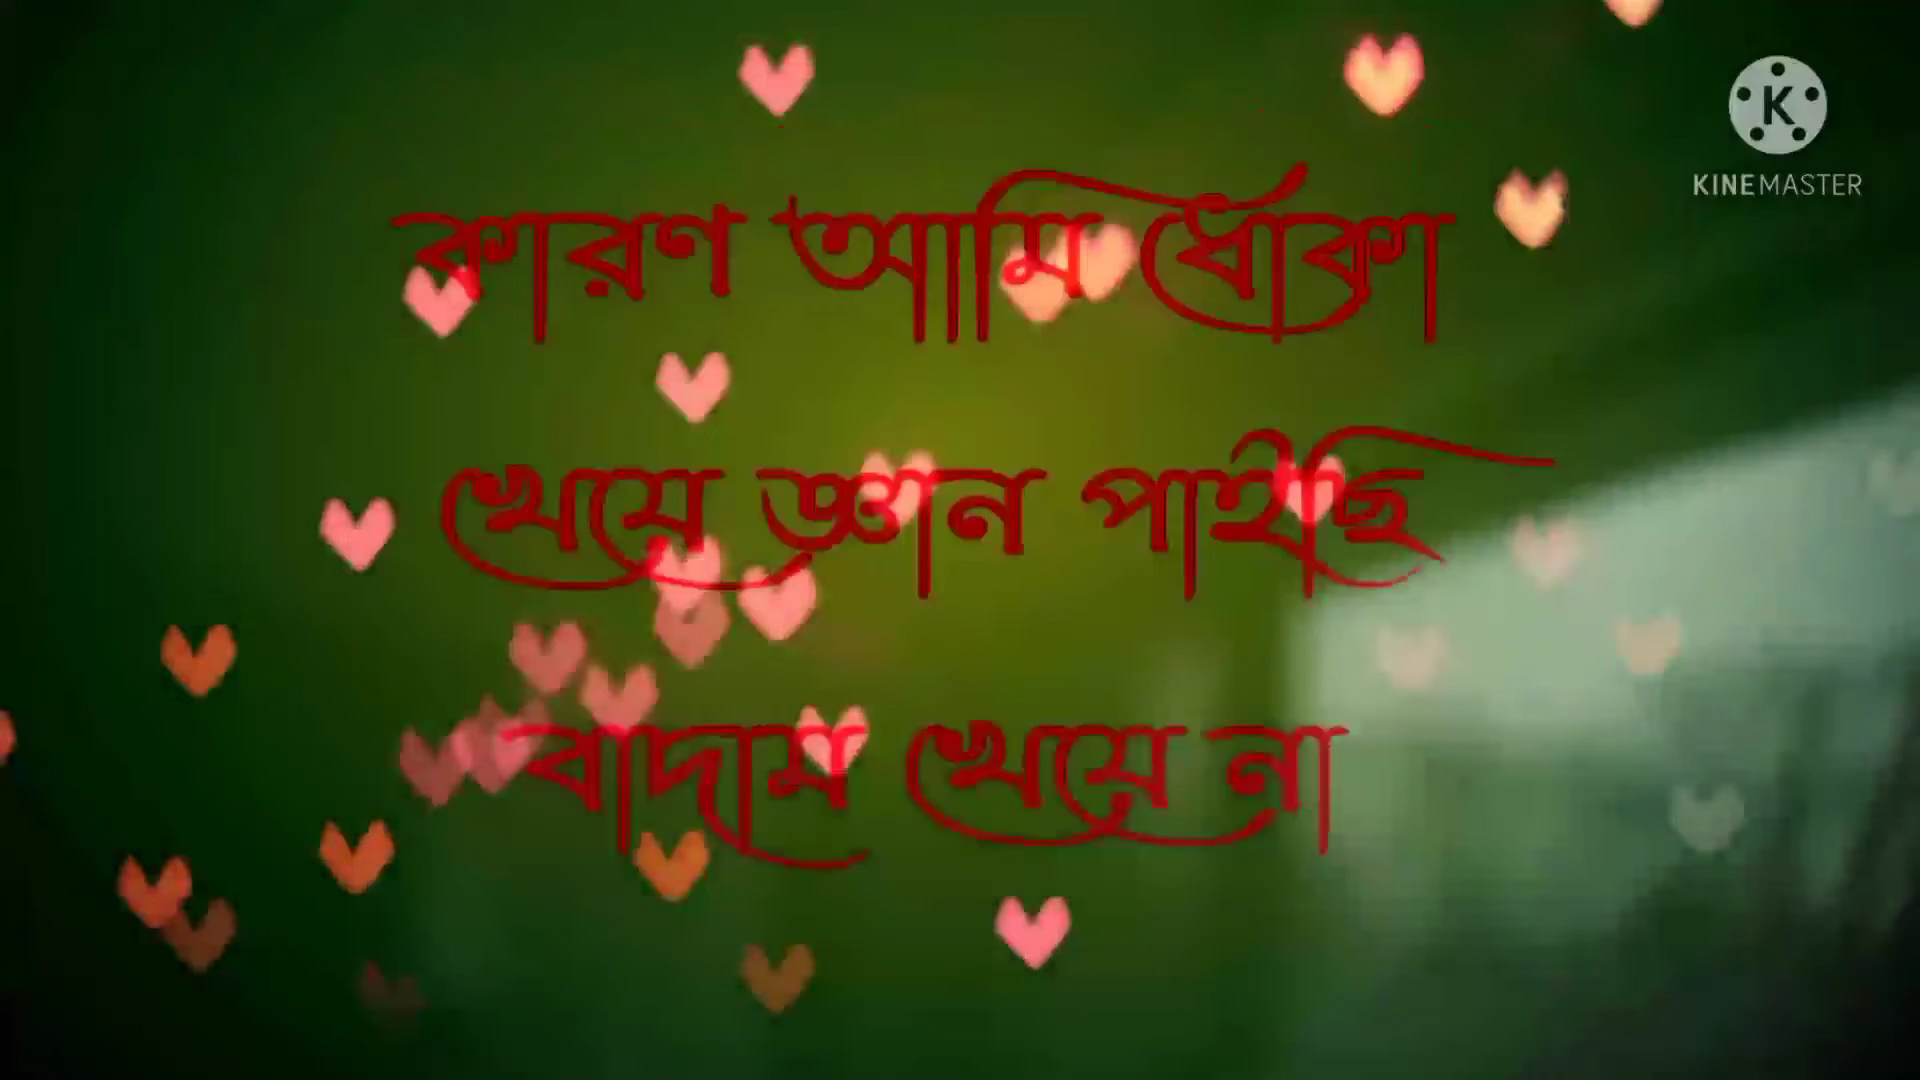 কারণ আমি ধোঁকা
খেয়ে জ্ঞান পাইছি
বাদাম খেয়ে না
KINEMASTER